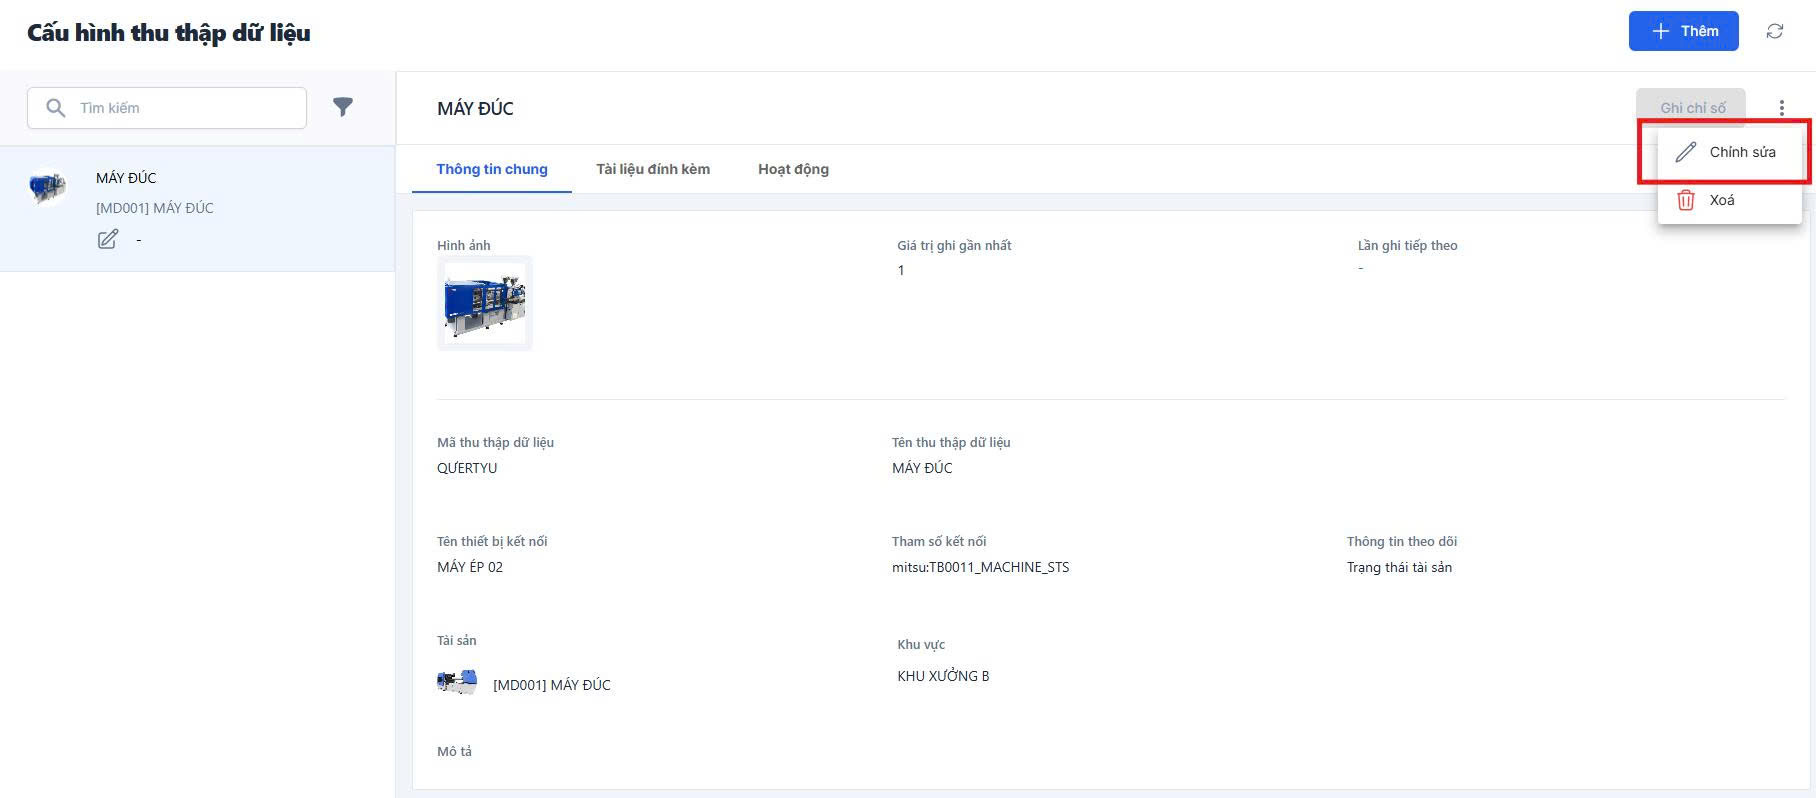 Cấu hình thu thập dữ liệu
Thêm
Tìm kiếm
MÁY ĐÚC
[MD001] MÁY ĐÚC
-
MÁY ĐÚC
Ghi chỉ số
Chỉnh sửa
Xoá
Thông tin chung
Tài liệu đính kèm
Hoạt động
Hình ảnh
Giá trị ghi gần nhất
1
Lần ghi tiếp theo
-
Mã thu thập dữ liệu
QƯERTYU
Tên thu thập dữ liệu
MÁY ĐÚC
Tên thiết bị kết nối
MÁY ÉP 02
Tham số kết nối
mitsu:TB0011_MACHINE_STS
Thông tin theo dõi
Trạng thái tài sản
Tài sản
[MD001] MÁY ĐÚC
Khu vực
KHU XƯỞNG B
Mô tả